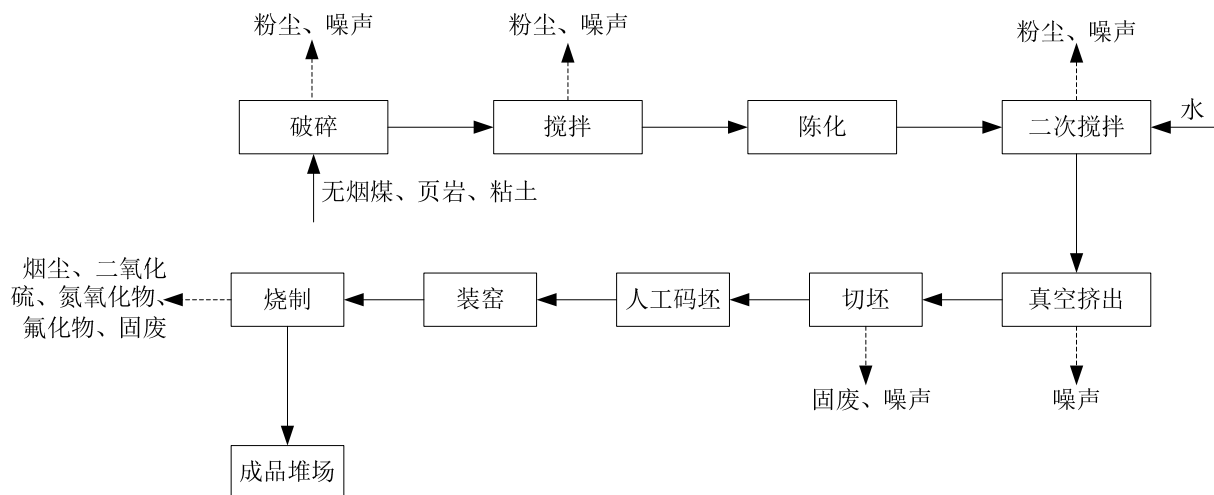 粉尘、噪声
粉尘、噪声
粉尘、噪声
破碎
搅拌
陈化
二次搅拌
水
无烟煤、页岩、粘土
烟尘、二氧化
硫、氮氧化物、
氟化物、固废
烧制
装窑
人工码坯
切坯
真空挤出
固废、噪声
噪声
成品堆场